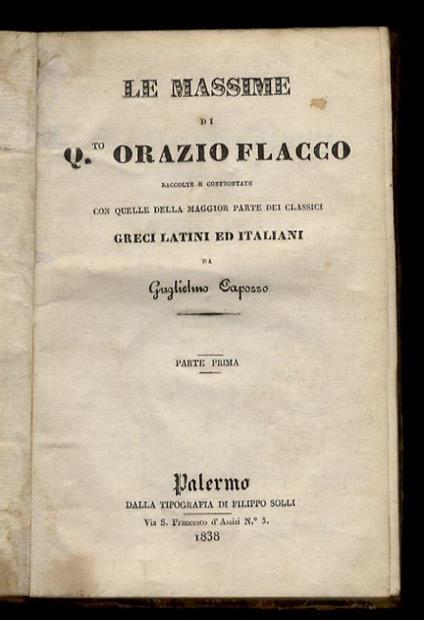 LE MASSIME
DI
Q.TO ORAZIO FLACCO
RACCOLTE E CONFRONTATE
CON QUELLE DELLA MAGGIOR PARTE DEI CLASSICI
GRECI LATINI ED ITALIANI
DA
Guglielmo Capozzo
PARTE PRIMA
Palermo
DALLA TIPOGRAFIA DI FILIPPO SOLLI
Via S. Francesco d'Assisi N.° 3.
1838